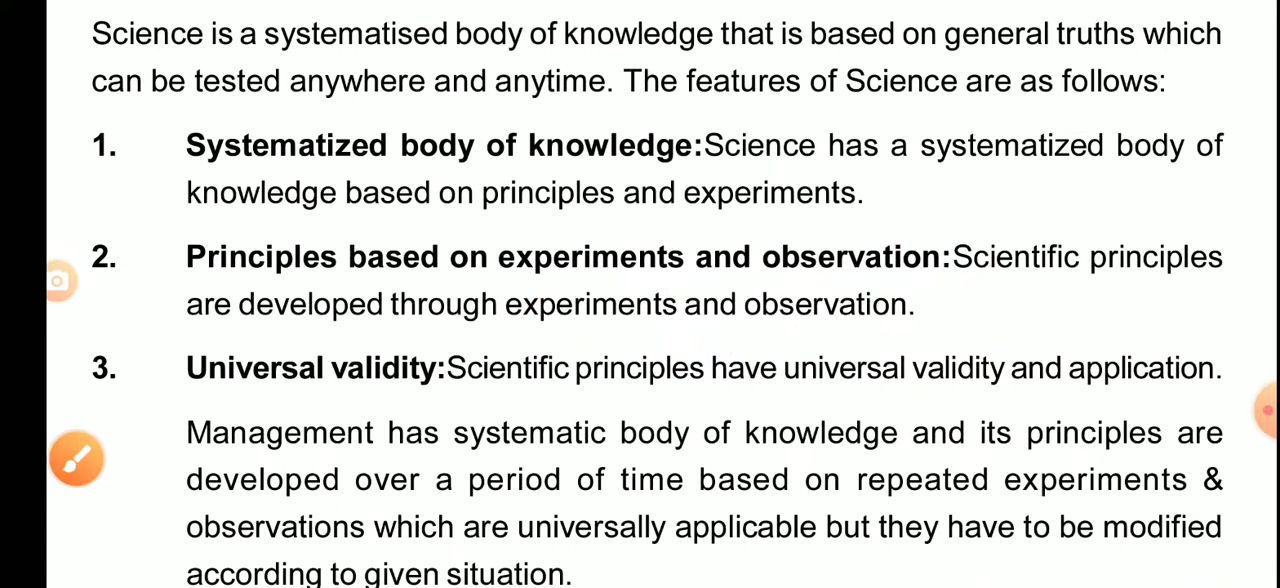 Science is a systematised body of knowledge that is based on general truths which
can be tested anywhere and anytime. The features of Science are as follows:
1. Systematized body of knowledge:Science has a systematized body of
knowledge based on principles and experiments.
2. Principles based on experiments and observation:Scientific principles
are developed through experiments and observation.
3. Universal validity:Scientific principles have universal validity and application.
Management has systematic body of knowledge and its principles are
developed over a period of time based on repeated experiments &
observations which are universally applicable but they have to be modified
according to given situation.